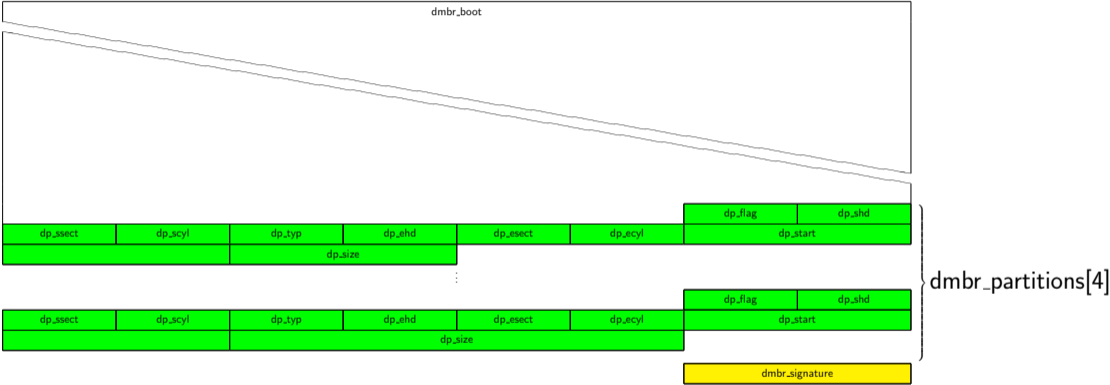 dmbr_boot
dp_flag dp_shd
dp_ssect dp_scyl dp_typ dp_ehd dp_esect dp_ecyl dp_start
dp_size
⋮
dmbr_partitions[4]
dp_flag dp_shd
dp_ssect dp_scyl dp_typ dp_ehd dp_esect dp_ecyl dp_start
dp_size
dmbr_signature